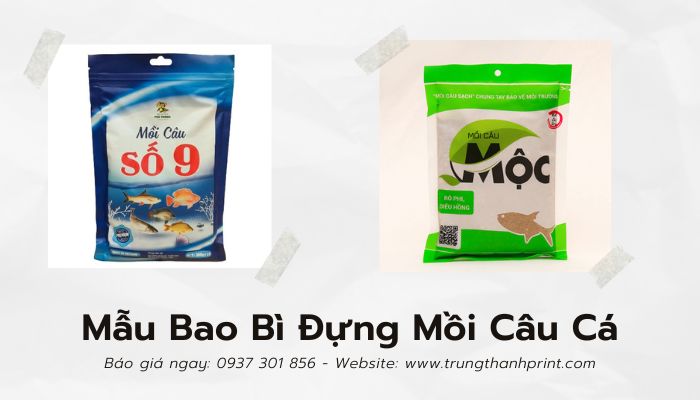 Mồi Câu
SỐ 9
"MỒI CÂU SẠCH" CHUNG TAY BẢO VỆ MÔI TRƯỜNG
MỒI CÂU
Mộc
RÔ PHI,
DIÊU HỒNG
Mẫu Bao Bì Đựng Mồi Câu Cá
Báo giá ngay: 0937 301 856 - Website: www.trungthanhprint.com